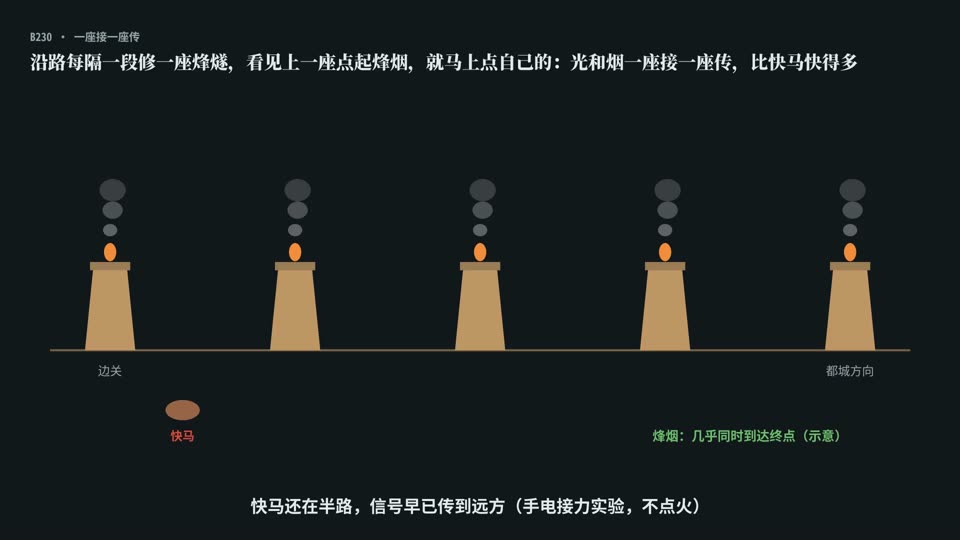 B230 · 一座接一座传
沿路每隔一段修一座烽燧，看见上一座点起烽烟，就马上点自己的：光和烟一座接一座传，比快马快得多
边关
都城方向
快马
烽烟：几乎同时到达终点（示意）
快马还在半路，信号早已传到远方（手电接力实验，不点火）